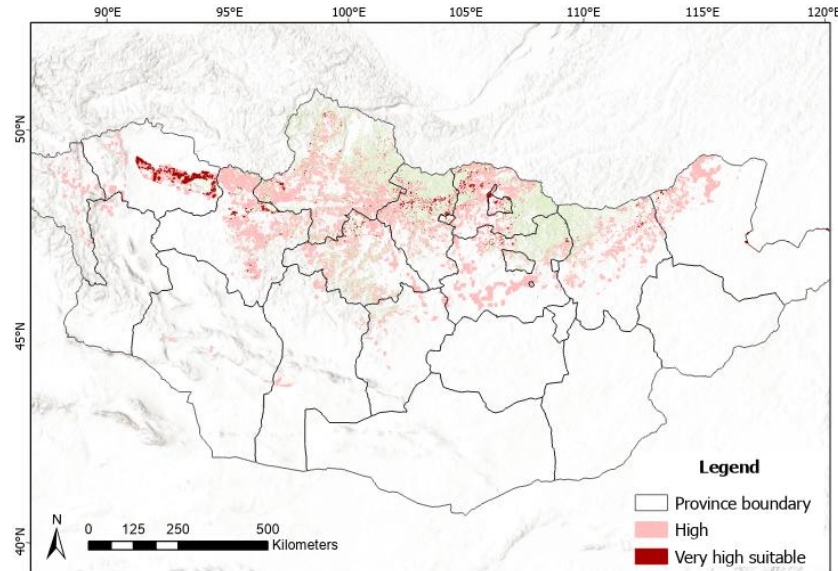 90°E 95°E 100°E 105°E 110°E 115°E 120°E
50°N
45°N
40°N
N
0 125 250 500
Kilometers
Legend
Province boundary
High
Very high suitable